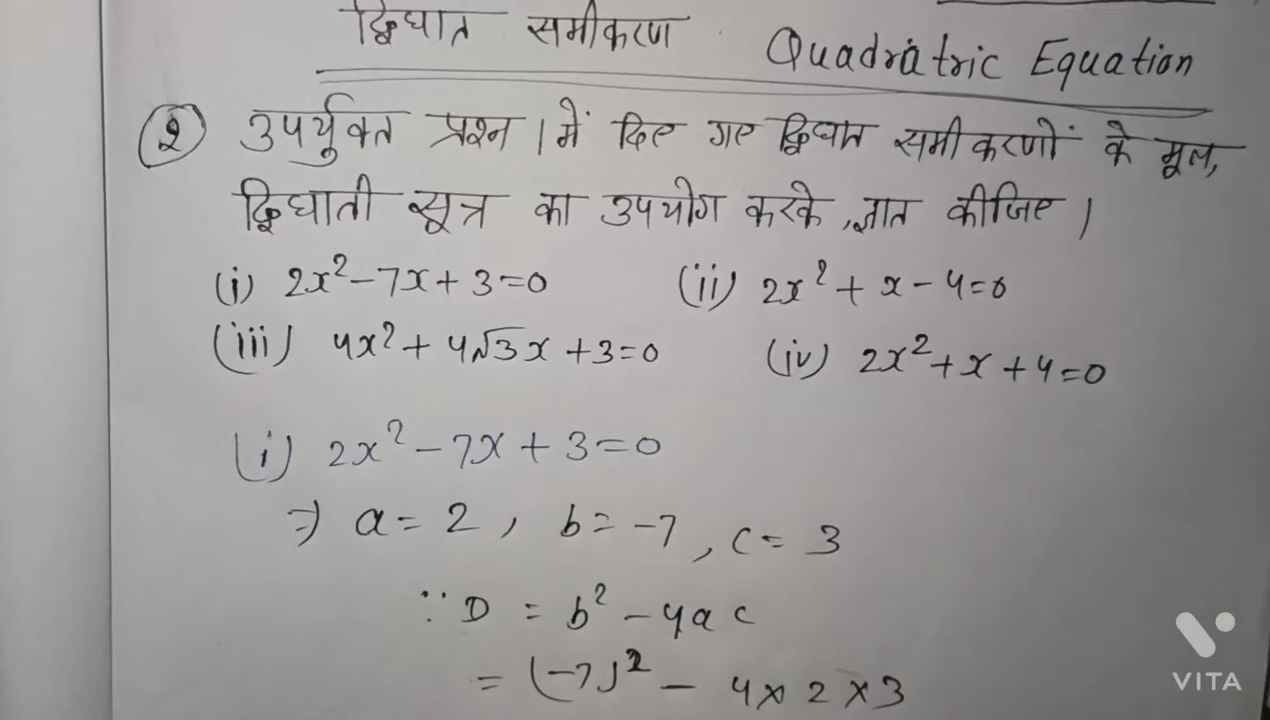 द्विघात समीकरण Quadratric Equation
(2) उपर्युक्त प्रश्न 1 में दिए गए द्विघात समीकरणों के मूल,
द्विघाती सूत्र का उपयोग करके, ज्ञात कीजिए।
(i) 2x² - 7x + 3 = 0 (ii) 2x² + x - 4 = 0
(iii) 4x² + 4√3x + 3 = 0 (iv) 2x² + x + 4 = 0
(i) 2x² - 7x + 3 = 0
⇒ a = 2, b = -7, c = 3
∵ D = b² - 4ac
= (-7)² - 4 × 2 × 3
VITA